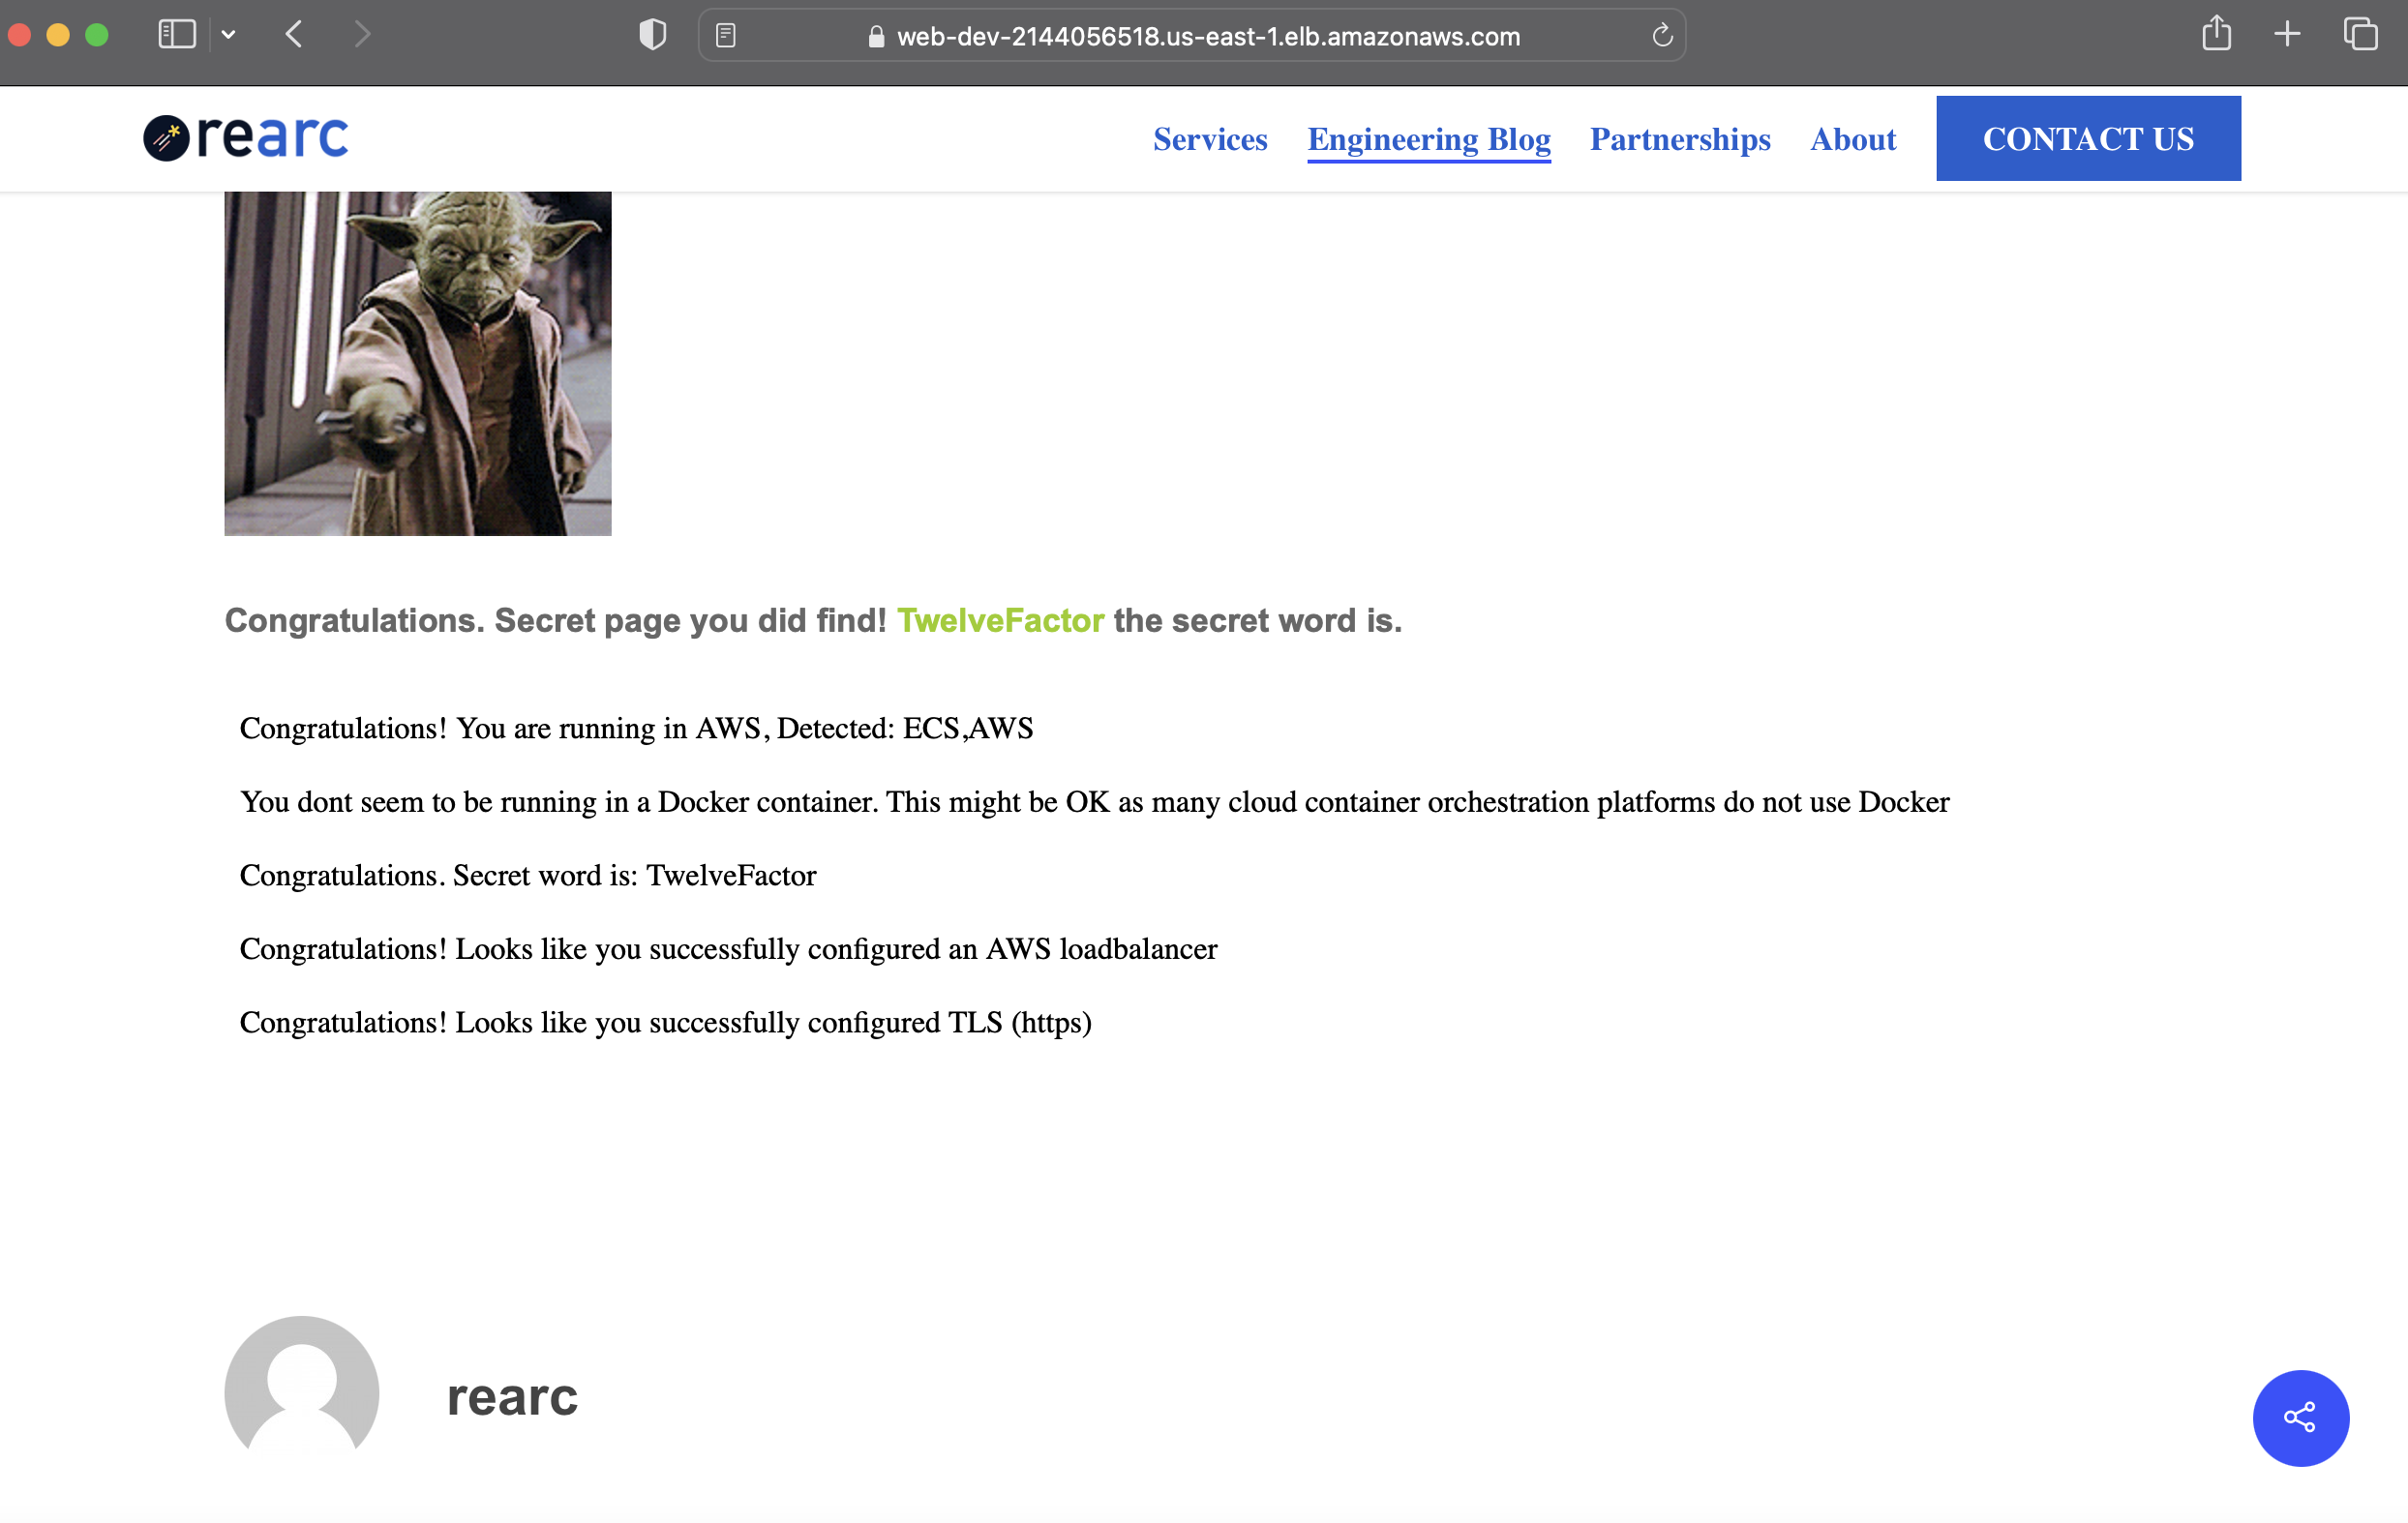 web-dev-2144056518.us-east-1.elb.amazonaws.com
rearc
Services Engineering Blog Partnerships About CONTACT US
Congratulations. Secret page you did find! TwelveFactor the secret word is.
Congratulations! You are running in AWS, Detected: ECS,AWS
You dont seem to be running in a Docker container. This might be OK as many cloud container orchestration platforms do not use Docker
Congratulations. Secret word is: TwelveFactor
Congratulations! Looks like you successfully configured an AWS loadbalancer
Congratulations! Looks like you successfully configured TLS (https)
rearc